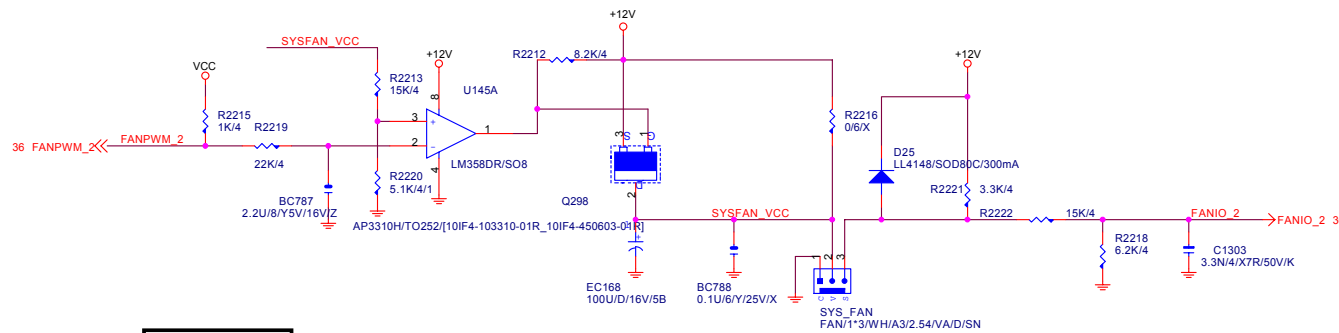 +12V
SYSFAN_VCC
R2212
8.2K/4
VCC
+12V
+12V
R2213
15K/4
U145A
R2215
1K/4
8
3
+
1
2
-
3
S
1
G
R2216
0/6/X
R2219
36 FANPWM_2
FANPWM_2
22K/4
4
LM358DR/SO8
D25
LL4148/SOD80C/300mA
R2220
5.1K/4/1
D
2
R2221
3.3K/4
BC787
2.2U/8/Y5V/16V/Z
Q298
SYSFAN_VCC
R2222
15K/4
FANIO_2
FANIO_2 3
AP3310H/TO252/[10IF4-103310-01R_10IF4-450603-01R]
+
R2218
6.2K/4
C1303
3.3N/4/X7R/50V/K
1
2
3
EC168
100U/D/16V/5B
BC788
0.1U/6/Y/25V/X
C
V
S
SYS_FAN
FAN/1*3/WH/A3/2.54/VA/D/SN